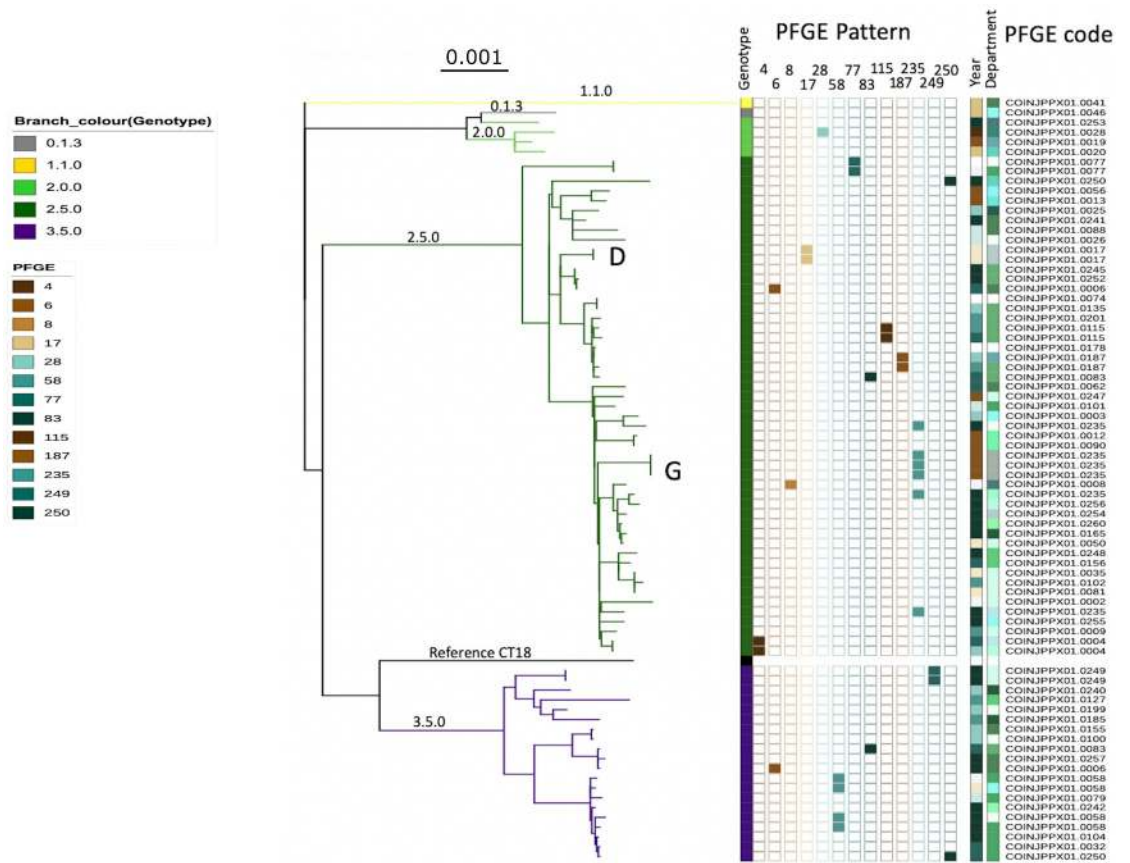 PFGE Pattern
PFGE code
Genotype
4 8 28 77 115 235 250
6 17 58 83 187 249
Year
Department
0.001
Branch_colour(Genotype)
0.1.3
1.1.0
2.0.0
2.5.0
3.5.0
PFGE
4
6
8
17
28
58
77
83
115
187
235
249
250
1.1.0
0.1.3
2.0.0
2.5.0
D
G
Reference CT18
3.5.0
COINJPPX01.0041
COINJPPX01.0046
COINJPPX01.0253
COINJPPX01.0028
COINJPPX01.0019
COINJPPX01.0020
COINJPPX01.0077
COINJPPX01.0077
COINJPPX01.0250
COINJPPX01.0056
COINJPPX01.0013
COINJPPX01.0025
COINJPPX01.0241
COINJPPX01.0088
COINJPPX01.0026
COINJPPX01.0017
COINJPPX01.0017
COINJPPX01.0245
COINJPPX01.0252
COINJPPX01.0006
COINJPPX01.0074
COINJPPX01.0135
COINJPPX01.0201
COINJPPX01.0115
COINJPPX01.0115
COINJPPX01.0178
COINJPPX01.0187
COINJPPX01.0187
COINJPPX01.0083
COINJPPX01.0062
COINJPPX01.0247
COINJPPX01.0101
COINJPPX01.0003
COINJPPX01.0235
COINJPPX01.0012
COINJPPX01.0090
COINJPPX01.0235
COINJPPX01.0235
COINJPPX01.0235
COINJPPX01.0008
COINJPPX01.0235
COINJPPX01.0256
COINJPPX01.0254
COINJPPX01.0260
COINJPPX01.0165
COINJPPX01.0050
COINJPPX01.0248
COINJPPX01.0156
COINJPPX01.0035
COINJPPX01.0102
COINJPPX01.0081
COINJPPX01.0002
COINJPPX01.0235
COINJPPX01.0255
COINJPPX01.0009
COINJPPX01.0004
COINJPPX01.0004
COINJPPX01.0249
COINJPPX01.0249
COINJPPX01.0240
COINJPPX01.0127
COINJPPX01.0199
COINJPPX01.0185
COINJPPX01.0155
COINJPPX01.0100
COINJPPX01.0083
COINJPPX01.0257
COINJPPX01.0006
COINJPPX01.0058
COINJPPX01.0058
COINJPPX01.0079
COINJPPX01.0242
COINJPPX01.0058
COINJPPX01.0058
COINJPPX01.0104
COINJPPX01.0032
COINJPPX01.0250